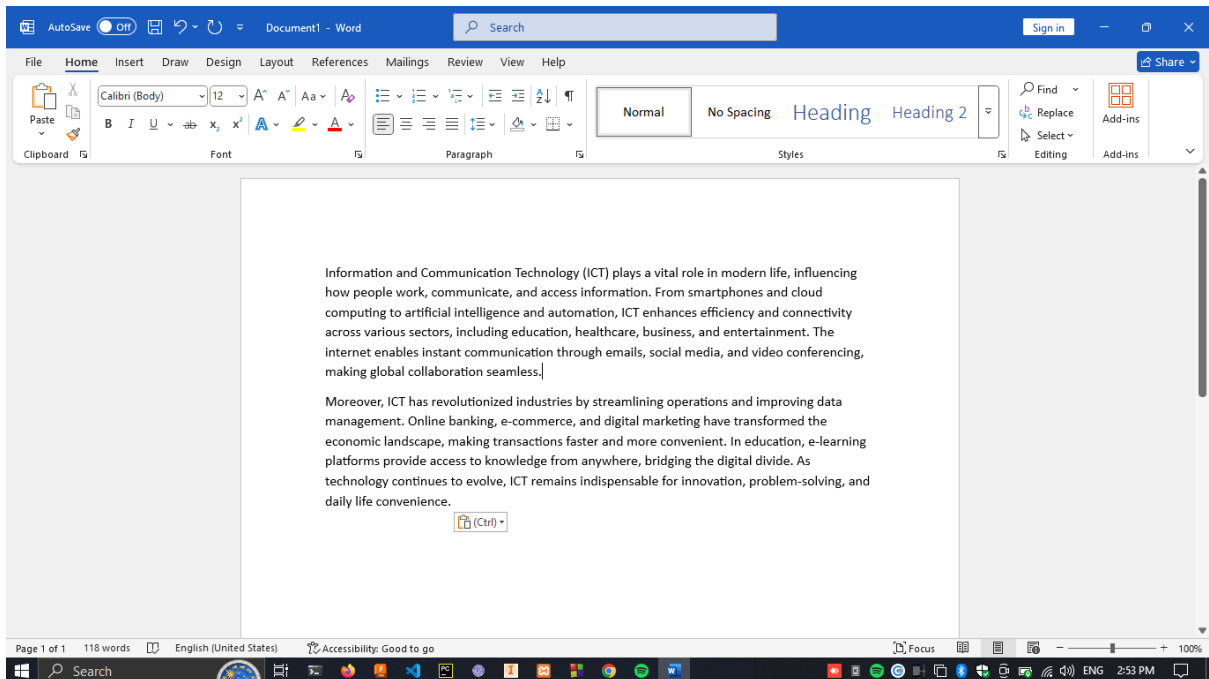 AutoSave Off Document1 - Word Search Sign in
File Home Insert Draw Design Layout References Mailings Review View Help Share
Paste
Clipboard
Calibri (Body) 12 A A Aa A
B I U ab x₂ x² A A
Font
Paragraph
Normal No Spacing Heading Heading 2
Styles
Find
Replace
Select
Editing
Add-ins
Add-ins
Information and Communication Technology (ICT) plays a vital role in modern life, influencing
how people work, communicate, and access information. From smartphones and cloud
computing to artificial intelligence and automation, ICT enhances efficiency and connectivity
across various sectors, including education, healthcare, business, and entertainment. The
internet enables instant communication through emails, social media, and video conferencing,
making global collaboration seamless.
Moreover, ICT has revolutionized industries by streamlining operations and improving data
management. Online banking, e-commerce, and digital marketing have transformed the
economic landscape, making transactions faster and more convenient. In education, e-learning
platforms provide access to knowledge from anywhere, bridging the digital divide. As
technology continues to evolve, ICT remains indispensable for innovation, problem-solving, and
daily life convenience.
(Ctrl)
Page 1 of 1 118 words English (United States) Accessibility: Good to go Focus 100%
Search ENG 2:53 PM